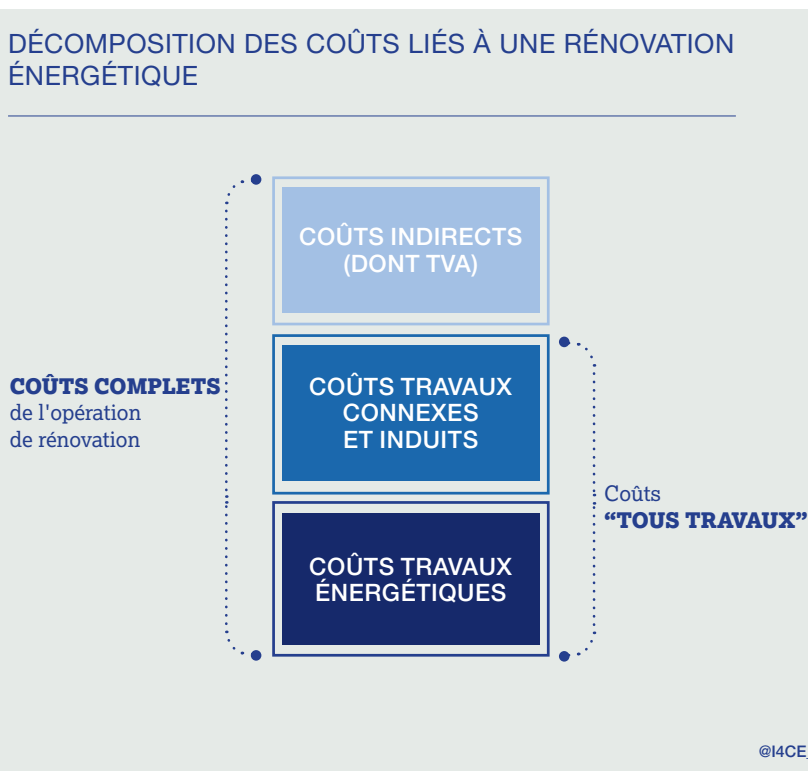 DÉCOMPOSITION DES COÛTS LIÉS À UNE RÉNOVATION
ÉNERGÉTIQUE
COÛTS INDIRECTS
(DONT TVA)
COÛTS COMPLETS
de l'opération
de rénovation
COÛTS TRAVAUX
CONNEXES
ET INDUITS
Coûts
“TOUS TRAVAUX”
COÛTS TRAVAUX
ÉNERGÉTIQUES
@I4CE_